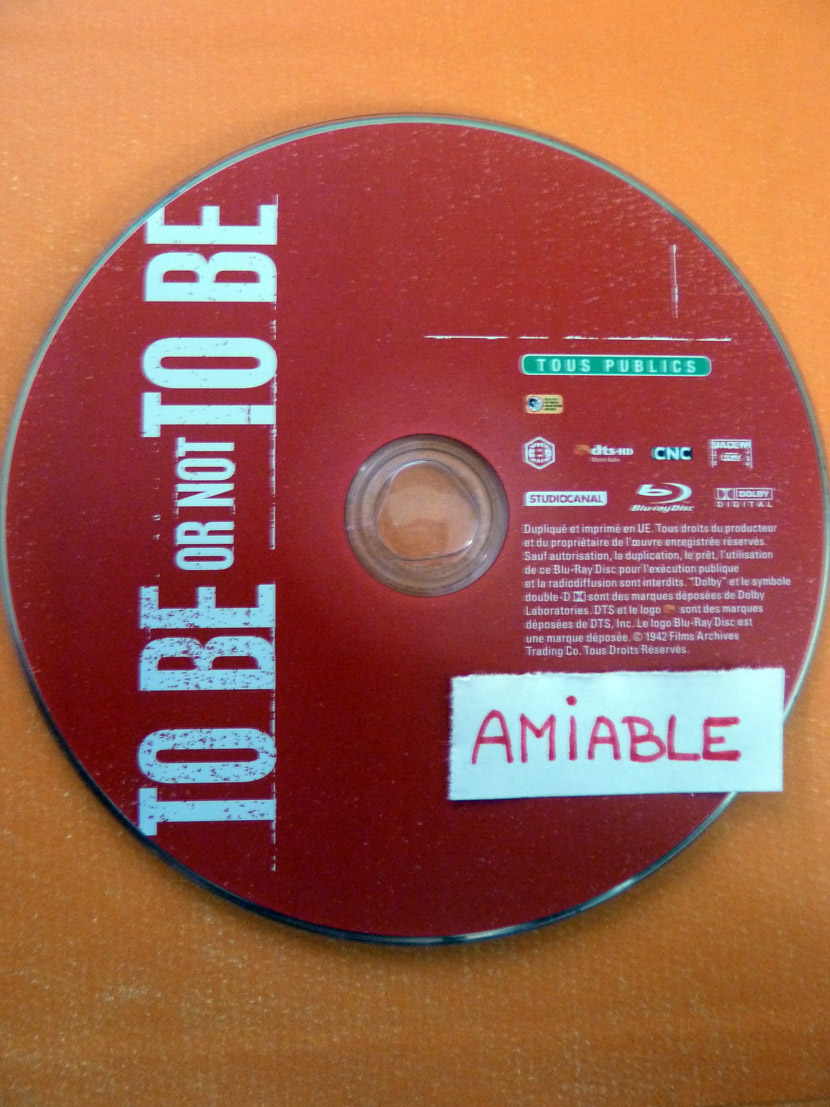 TO BE OR NOT TO BE
TOUS PUBLICS
dts-HD
Master Audio
CNC
STUDIOCANAL
Blu-ray Disc
DOLBY
DIGITAL
Dupliqué et imprimé en UE. Tous droits du producteur
et du propriétaire de l'œuvre enregistrée réservés.
Sauf autorisation, la duplication, le prêt, l'utilisation
de ce Blu-Ray Disc pour l'exécution publique
et la radiodiffusion sont interdits. "Dolby" et le symbole
double-D sont des marques déposées de Dolby
Laboratories. DTS et le logo sont des marques
déposées de DTS, Inc. Le logo Blu-Ray Disc est
une marque déposée. © 1942 Films Archives
Trading Co. Tous Droits Réservés.
AMiABLE